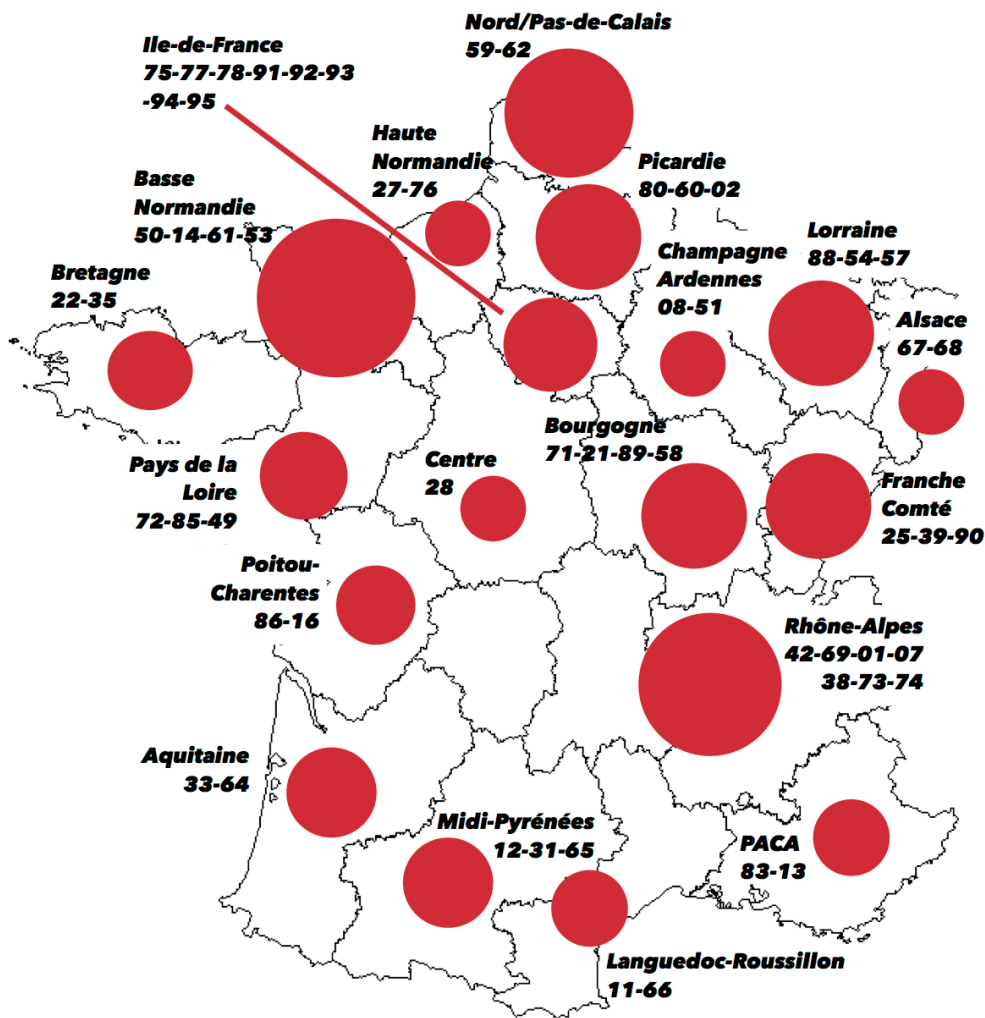 Nord/Pas-de-Calais
59-62
Ile-de-France
75-77-78-91-92-93
-94-95
Haute
Normandie
27-76
Picardie
80-60-02
Basse
Normandie
50-14-61-53
Lorraine
88-54-57
Champagne
Ardennes
08-51
Bretagne
22-35
Alsace
67-68
Bourgogne
71-21-89-58
Pays de la
Loire
72-85-49
Centre
28
Franche
Comté
25-39-90
Poitou-
Charentes
86-16
Rhône-Alpes
42-69-01-07
38-73-74
Aquitaine
33-64
Midi-Pyrénées
12-31-65
PACA
83-13
Languedoc-Roussillon
11-66